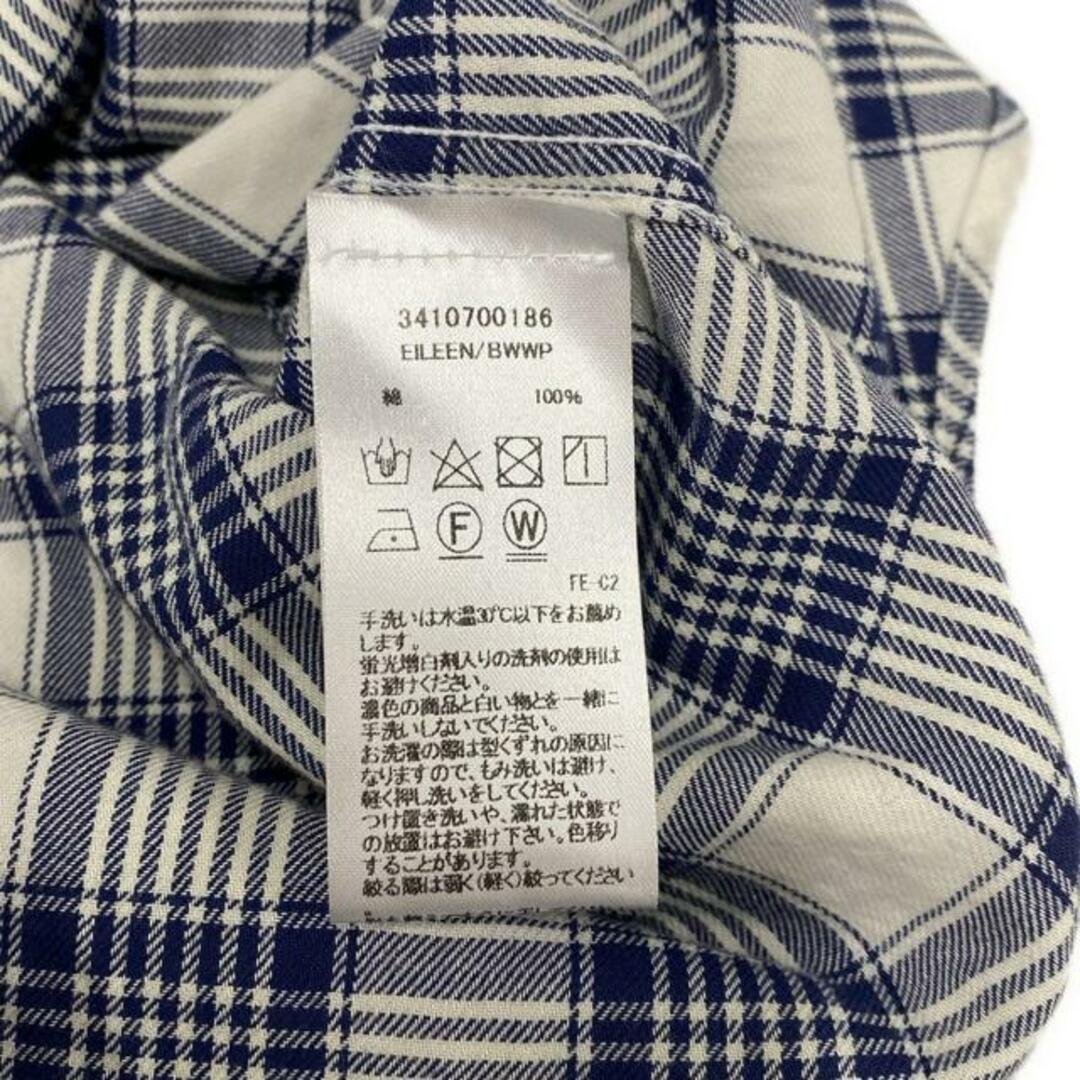 3410700186
EILEEN/BWWP
綿 100%
F W
FE-C2
手洗いは水温30℃以下をお薦め
します。
蛍光増白剤入りの洗剤の使用は
お避けください。
濃色の商品と白い物とを一緒に
手洗いしないでください。
お洗濯の際は型くずれの原因に
なりますので、もみ洗いは避け、
軽く押し洗いをしてください。
つけ置き洗いや、濡れた状態で
の放置はお避け下さい。色移り
することがあります。
絞る際は弱く(軽く)絞ってください